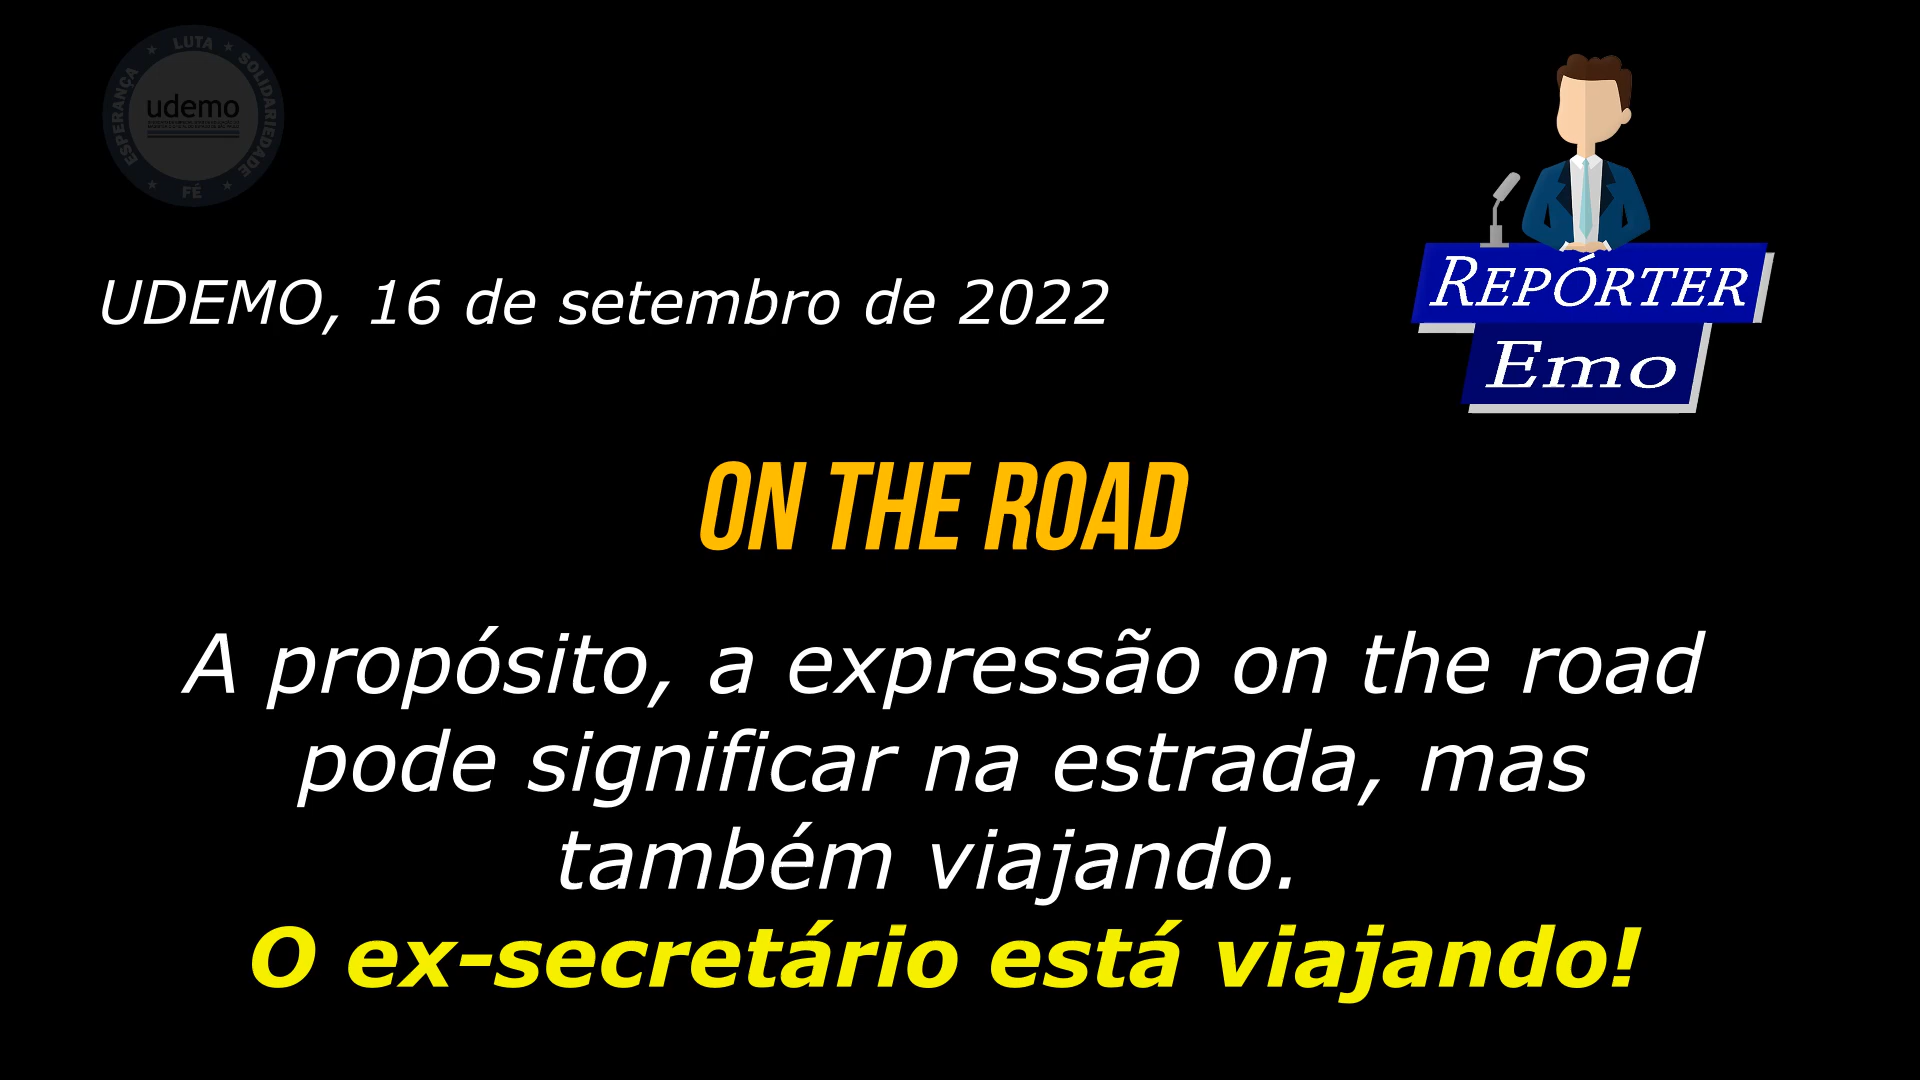 LUTA
SOLIDARIEDADE
ESPERANÇA
FÉ
udemo
REPÓRTER
Emo
UDEMO, 16 de setembro de 2022
ON THE ROAD
A propósito, a expressão on the road
pode significar na estrada, mas
também viajando.
O ex-secretário está viajando!